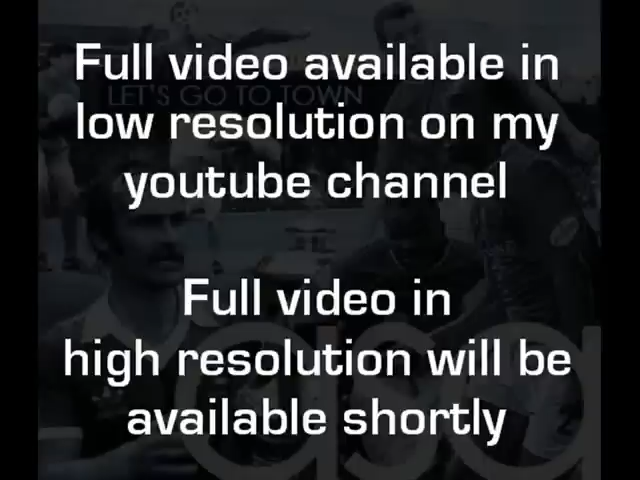 Full video available in
LET'S GO TO TOWN
low resolution on my
youtube channel
Full video in
high resolution will be
available shortly